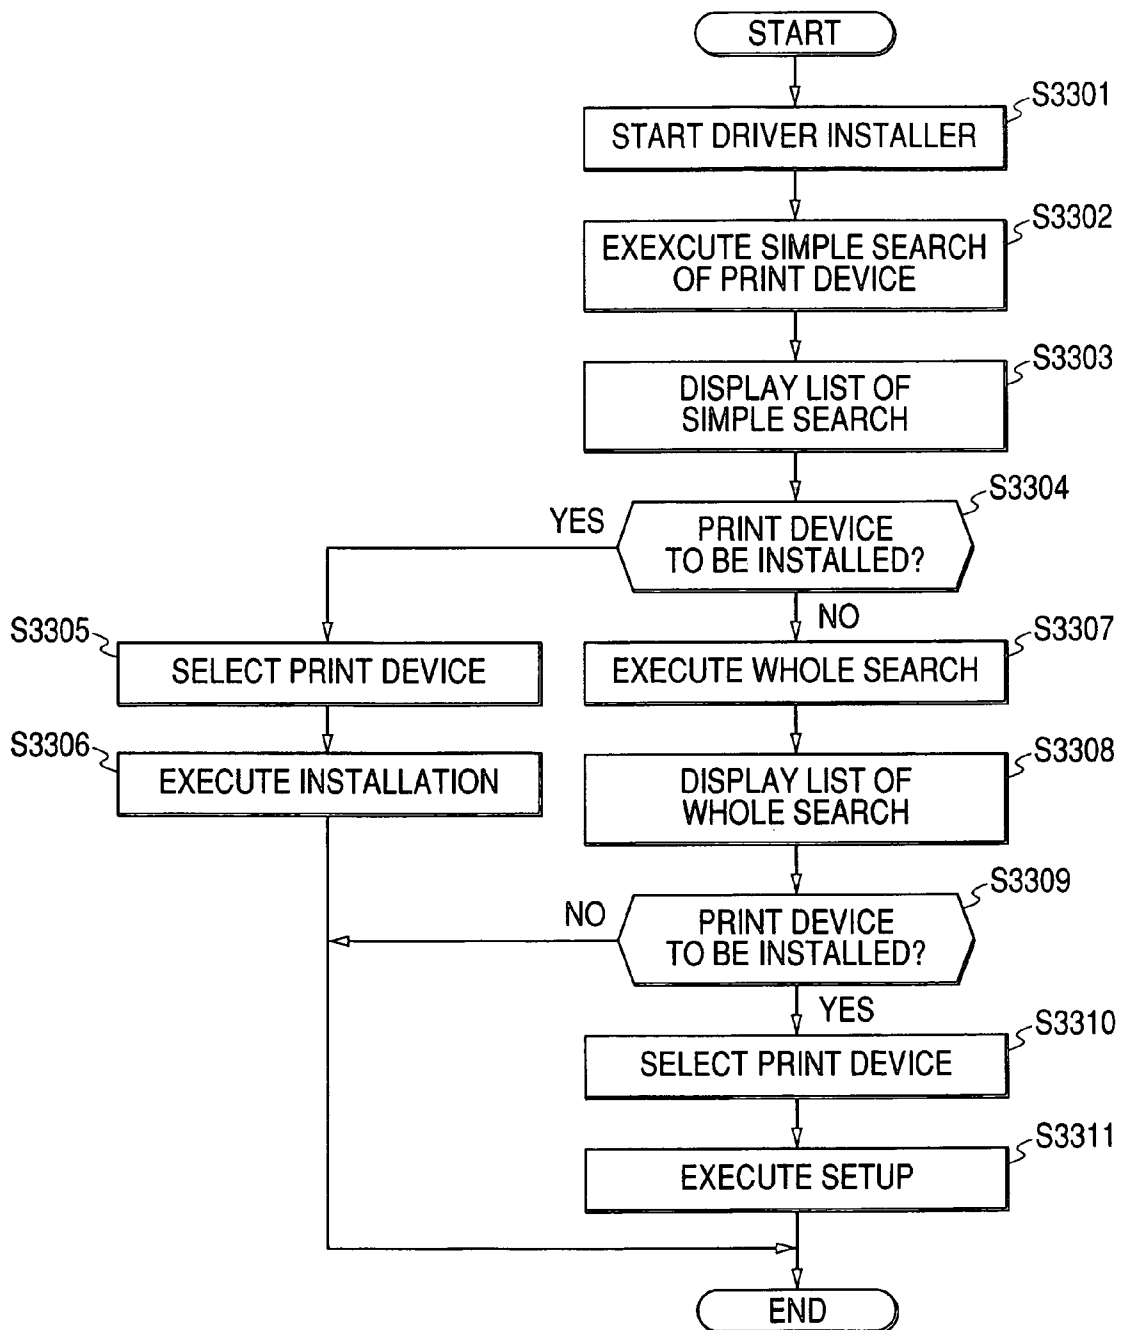 START
S3301
START DRIVER INSTALLER
S3302
EXEXCUTE SIMPLE SEARCH
OF PRINT DEVICE
S3303
DISPLAY LIST OF
SIMPLE SEARCH
S3304
YES
PRINT DEVICE
TO BE INSTALLED?
NO
S3305
SELECT PRINT DEVICE
S3306
EXECUTE INSTALLATION
S3307
EXECUTE WHOLE SEARCH
S3308
DISPLAY LIST OF
WHOLE SEARCH
S3309
NO
PRINT DEVICE
TO BE INSTALLED?
YES
S3310
SELECT PRINT DEVICE
S3311
EXECUTE SETUP
END